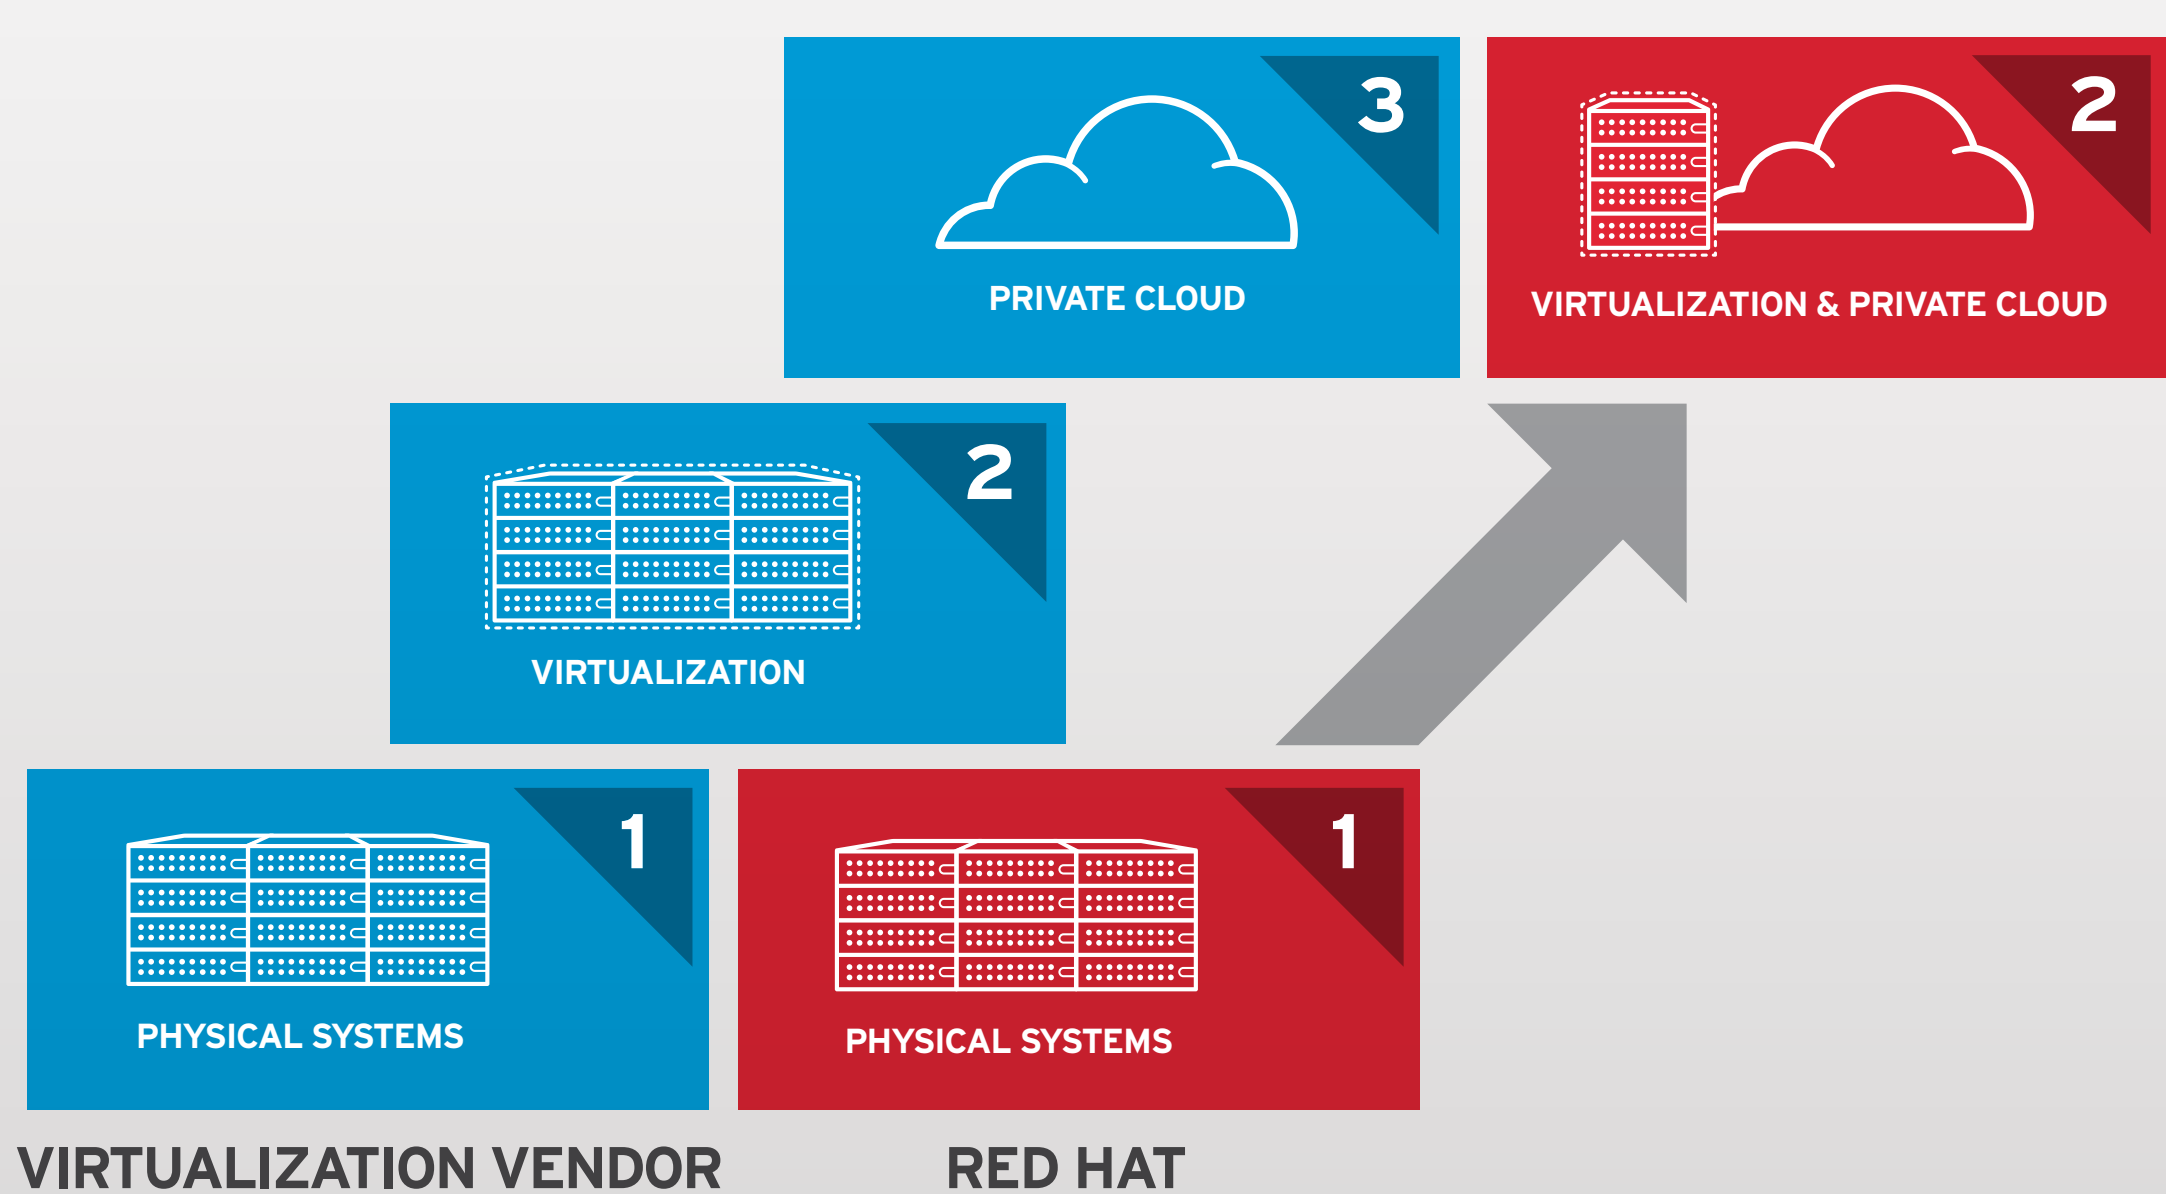 3
PRIVATE CLOUD
2
VIRTUALIZATION & PRIVATE CLOUD
2
VIRTUALIZATION
1
PHYSICAL SYSTEMS
1
PHYSICAL SYSTEMS
VIRTUALIZATION VENDOR
RED HAT